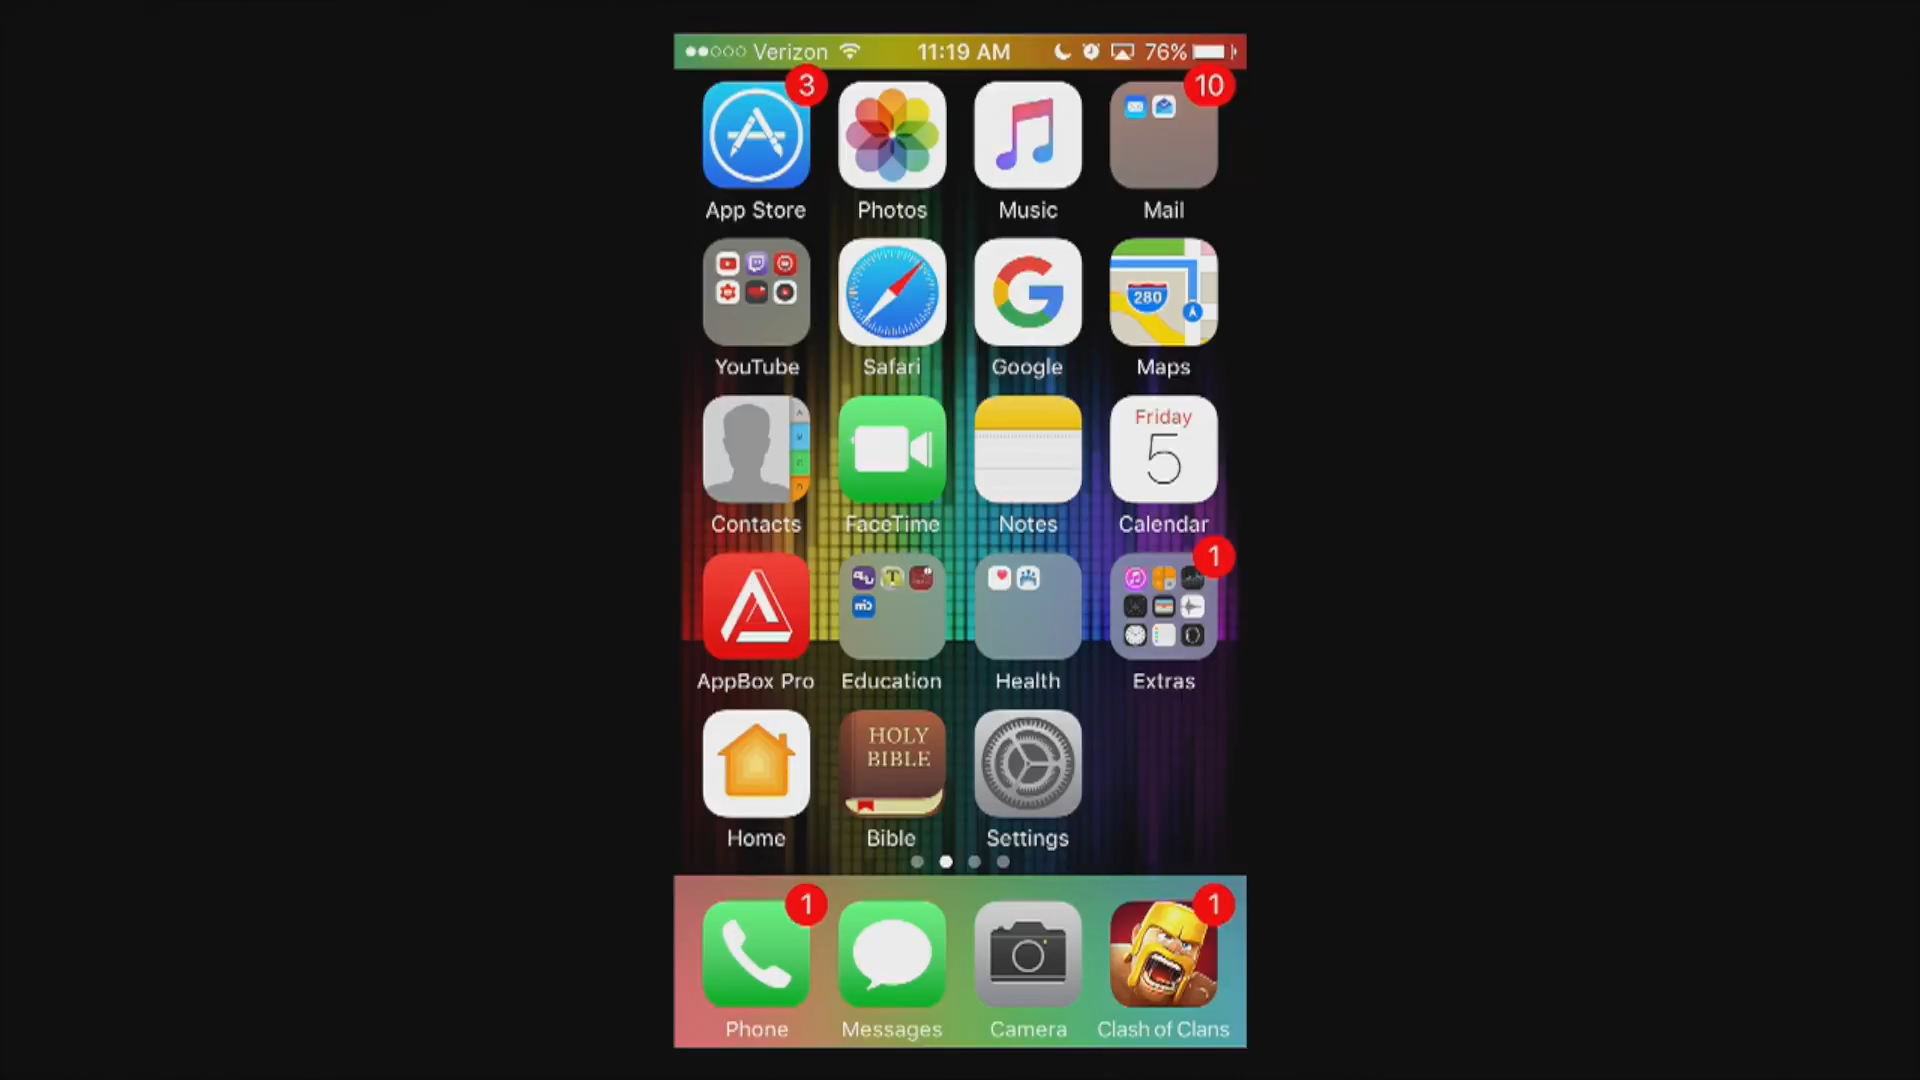 Verizon 11:19 AM 76%
3 10
App Store Photos Music Mail
280
YouTube Safari Google Maps
Friday
5
Contacts FaceTime Notes Calendar
1
AppBox Pro Education Health Extras
HOLY
BIBLE
Home Bible Settings
1 1
Phone Messages Camera Clash of Clans